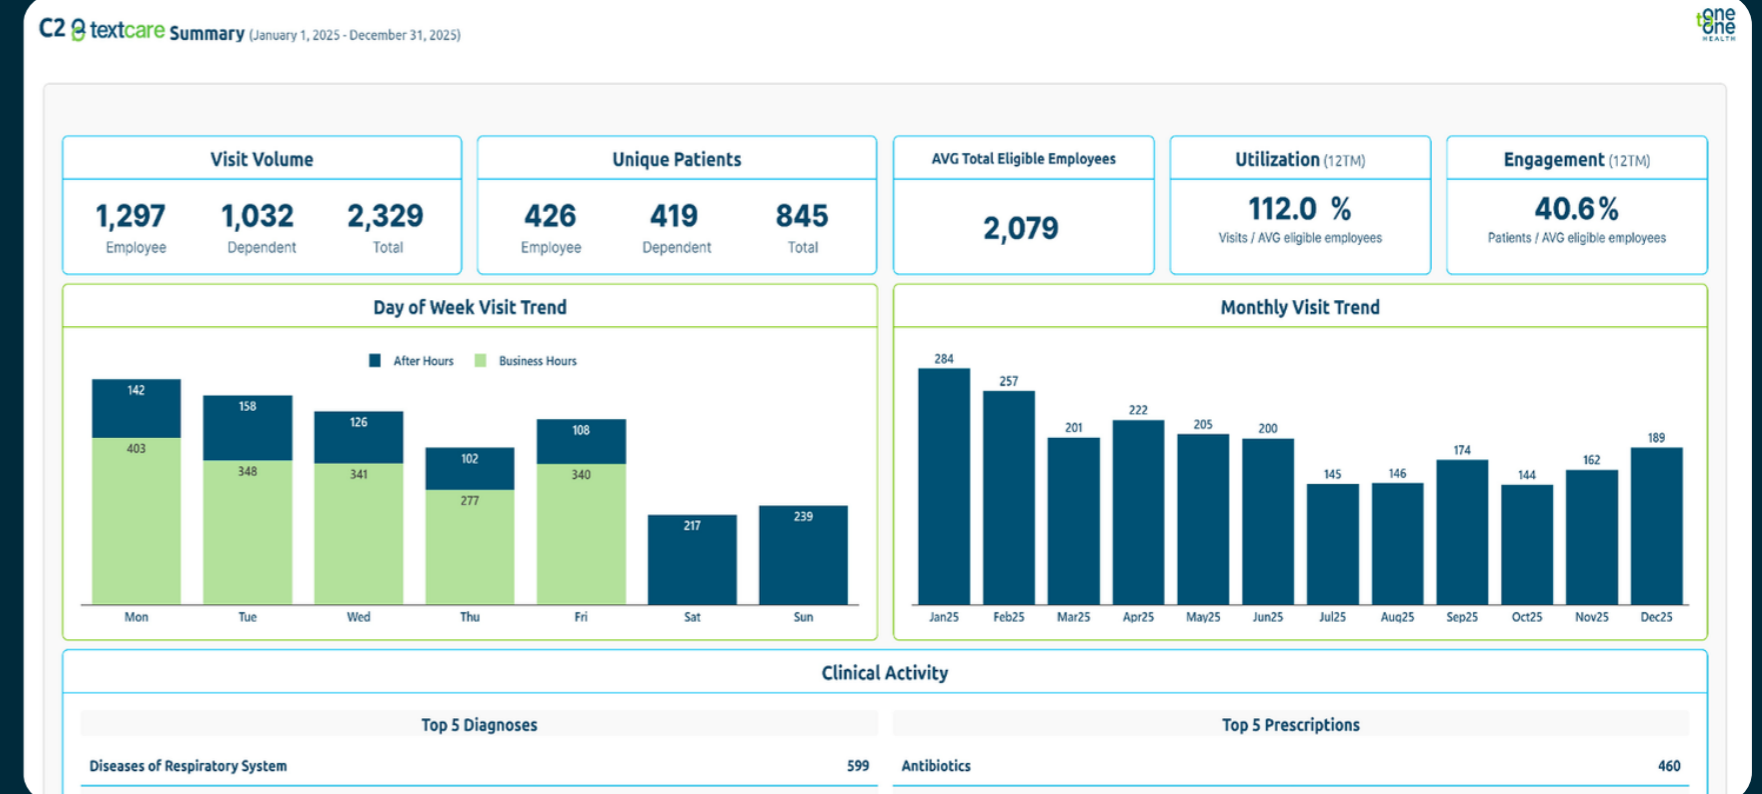 C2 textcare Summary (January 1, 2025 - December 31, 2025)
to one one HEALTH
Visit Volume
1,297 1,032 2,329
Employee Dependent Total
Unique Patients
426 419 845
Employee Dependent Total
AVG Total Eligible Employees
2,079
Utilization (12TM)
112.0 %
Visits / AVG eligible employees
Engagement (12TM)
40.6%
Patients / AVG eligible employees
Day of Week Visit Trend
After Hours Business Hours
142 158 126 102 108 217 239
403 348 341 277 340
Mon Tue Wed Thu Fri Sat Sun
Monthly Visit Trend
284 257 201 222 205 200 145 146 174 144 162 189
Jan25 Feb25 Mar25 Apr25 May25 Jun25 Jul25 Aug25 Sep25 Oct25 Nov25 Dec25
Clinical Activity
Top 5 Diagnoses
Diseases of Respiratory System 599
Top 5 Prescriptions
Antibiotics 460